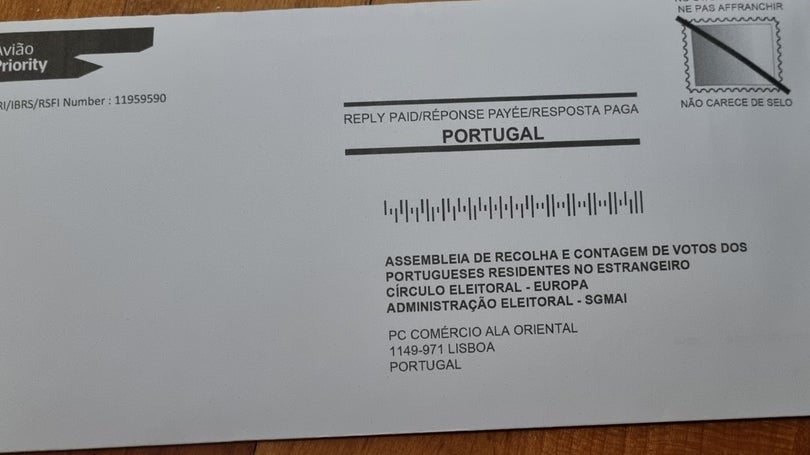 NE PAS AFFRANCHIR
NÃO CARECE DE SELO
Avião
Priority
RI/IBRS/RSFI Number : 11959590
REPLY PAID/RÉPONSE PAYÉE/RESPOSTA PAGA
PORTUGAL
ASSEMBLEIA DE RECOLHA E CONTAGEM DE VOTOS DOS
PORTUGUESES RESIDENTES NO ESTRANGEIRO
CÍRCULO ELEITORAL - EUROPA
ADMINISTRAÇÃO ELEITORAL - SGMAI
PC COMÉRCIO ALA ORIENTAL
1149-971 LISBOA
PORTUGAL